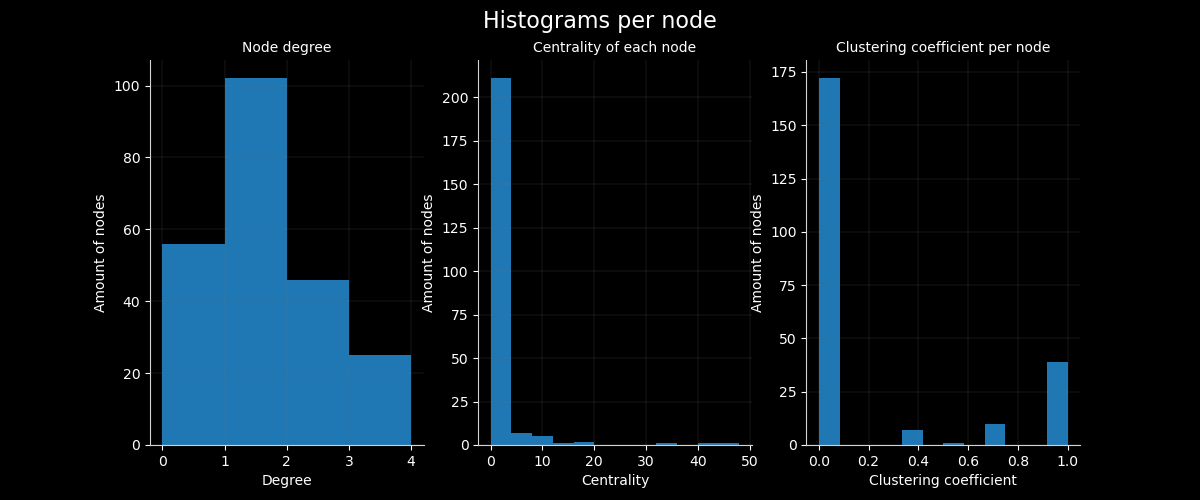 Histograms per node
Node degree
Amount of nodes
100
80
60
40
20
0
0 1 2 3 4
Degree
Centrality of each node
Amount of nodes
200
175
150
125
100
75
50
25
0
0 10 20 30 40 50
Centrality
Clustering coefficient per node
Amount of nodes
175
150
125
100
75
50
25
0
0.0 0.2 0.4 0.6 0.8 1.0
Clustering coefficient